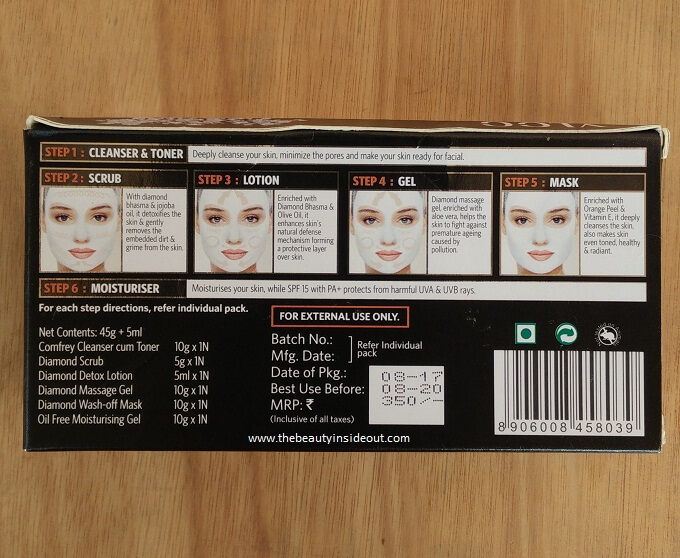 STEP 1 : CLEANSER & TONER Deeply cleanse your skin, minimize the pores and make your skin ready for facial.
STEP 2 : SCRUB
With diamond
bhasma & jojoba
oil, it detoxifies the
skin & gently
removes the
embedded dirt &
grime from the skin.
STEP 3 : LOTION
Enriched with
Diamond Bhasma &
Olive Oil, it
enhances skin's
natural defense
mechanism forming
a protective layer
over skin.
STEP 4 : GEL
Diamond massage
gel, enriched with
aloe vera, helps the
skin to fight against
premature ageing
caused by
pollution.
STEP 5 : MASK
Enriched with
Orange Peel &
Vitamin E, it deeply
cleanses the skin,
also makes skin
even toned, healthy
& radiant.
STEP 6 : MOISTURISER Moisturises your skin, while SPF 15 with PA+ protects from harmful UVA & UVB rays.
For each step directions, refer individual pack.
Net Contents: 45g + 5ml
Comfrey Cleanser cum Toner 10g x 1N
Diamond Scrub 5g x 1N
Diamond Detox Lotion 5ml x 1N
Diamond Massage Gel 10g x 1N
Diamond Wash-off Mask 10g x 1N
Oil Free Moisturising Gel 10g x 1N
FOR EXTERNAL USE ONLY.
Batch No.:
Mfg. Date:
Refer Individual
pack
Date of Pkg.: 08-17
Best Use Before: 08-20
MRP: ₹ 350/-
(Inclusive of all taxes)
8 906008 458039
www.thebeautyinsideout.com